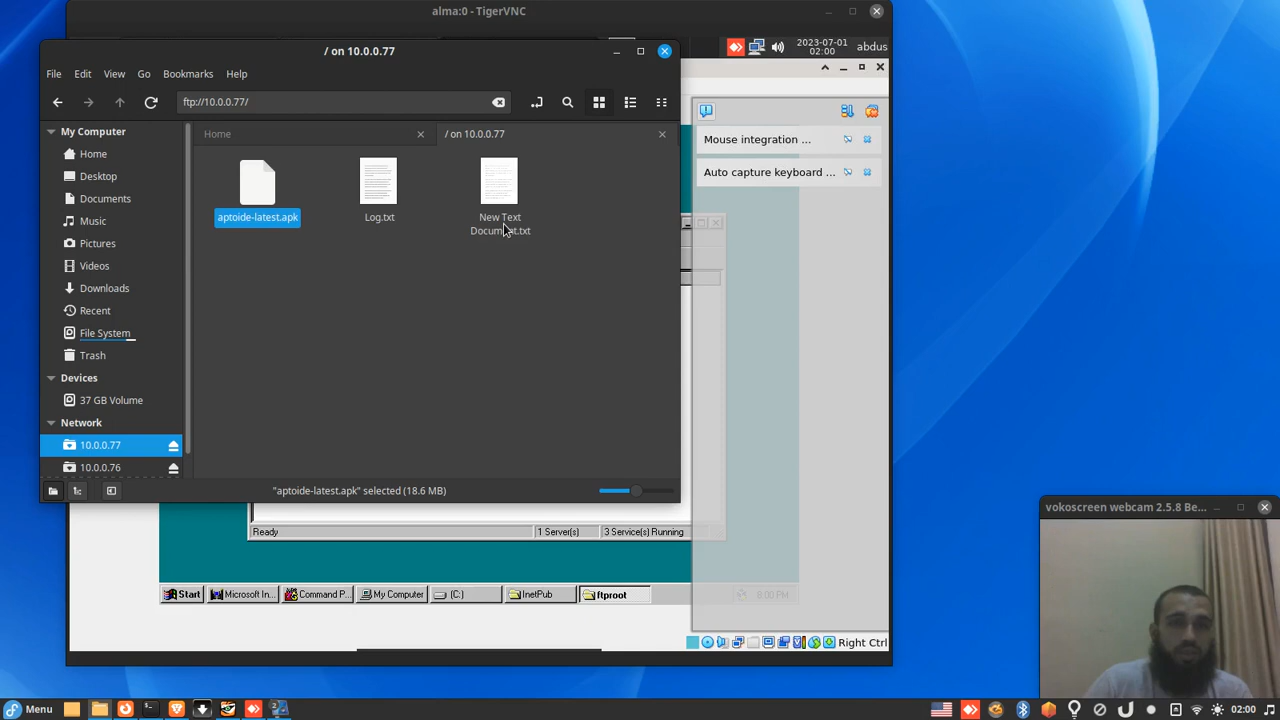 alma:0 - TigerVNC
2023-07-01
02:00
abdus
/ on 10.0.0.77
File Edit View Go Bookmarks Help
ftp://10.0.0.77/
My Computer
Home
Desktop
Documents
Music
Pictures
Videos
Downloads
Recent
File System
Trash
Devices
37 GB Volume
Network
10.0.0.77
10.0.0.76
Home
/ on 10.0.0.77
aptoide-latest.apk
Log.txt
New Text
"aptoide-latest.apk" selected (18.6 MB)
Mouse integration ...
Auto capture keyboard ...
Ready
1 Server(s)
3 Service(s) Running
Start
Microsoft In...
Command P...
My Computer
(C:)
InetPub
ftproot
6:00 PM
Right Ctrl
vokoscreen webcam 2.5.8 Be...
Menu
02:00